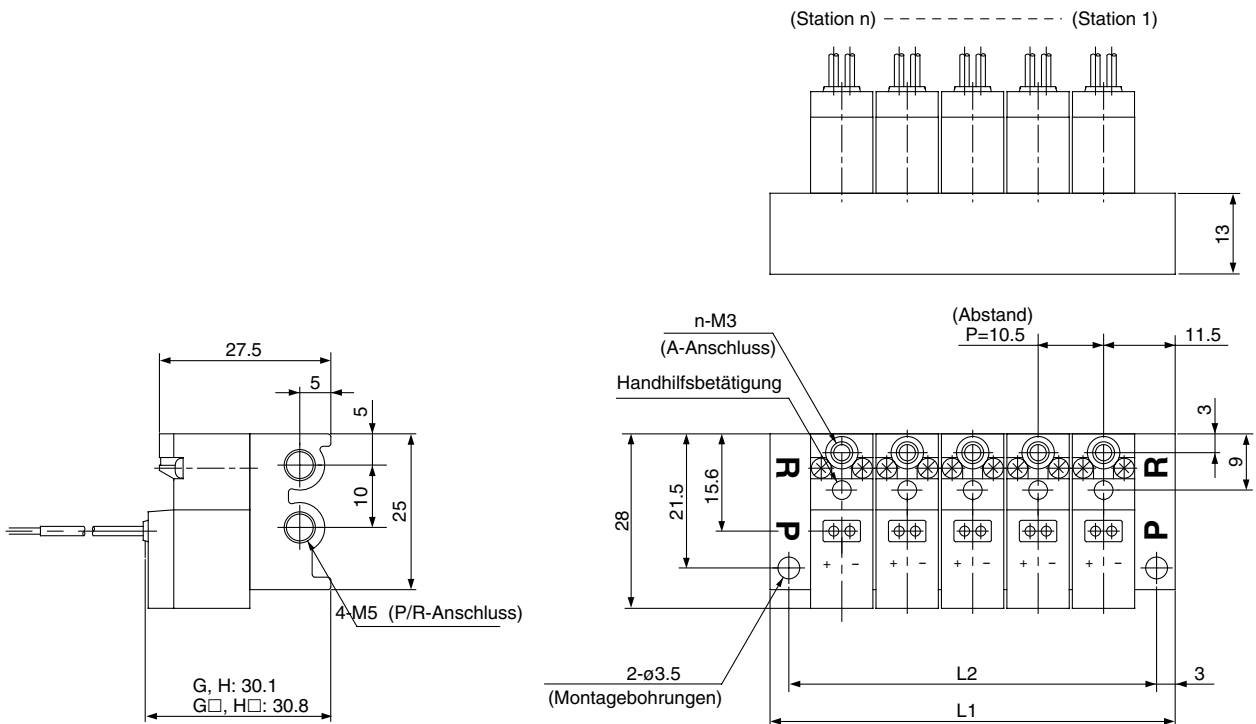 (Station n) (Station 1)
13
n-M3
(A-Anschluss)
Handhilfsbetätigung
(Abstand)
P=10.5
11.5
27.5
5
5
10
25
4-M5 (P/R-Anschluss)
G, H: 30.1
G□, H□: 30.8
3
9
28
21.5
15.6
R
R
P
P
+ − + − + − + − + −
2-ø3.5
(Montagebohrungen)
L2
3
L1